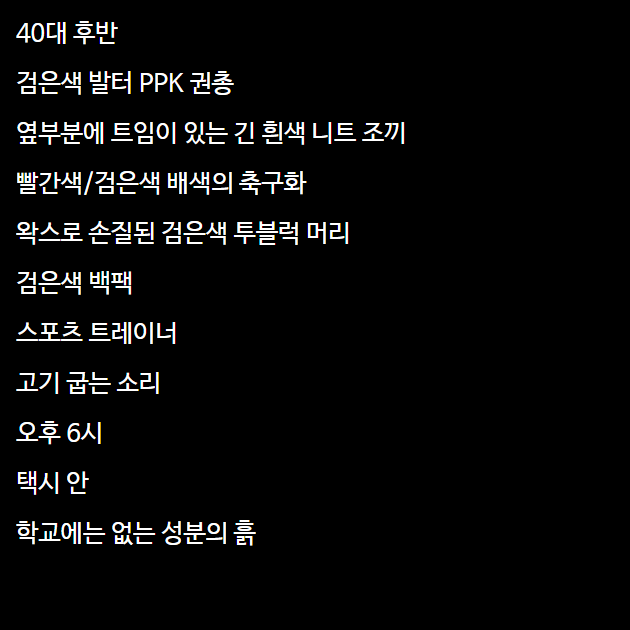 40대 후반
검은색 발터 PPK 권총
옆부분에 트임이 있는 긴 흰색 니트 조끼
빨간색/검은색 배색의 축구화
왁스로 손질된 검은색 투블럭 머리
검은색 백팩
스포츠 트레이너
고기 굽는 소리
오후 6시
택시 안
학교에는 없는 성분의 흙